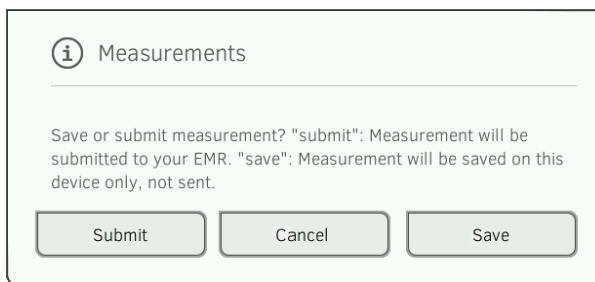 Measurements
Save or submit measurement? "submit": Measurement will be
submitted to your EMR. "save": Measurement will be saved on this
device only, not sent.
Submit Cancel Save